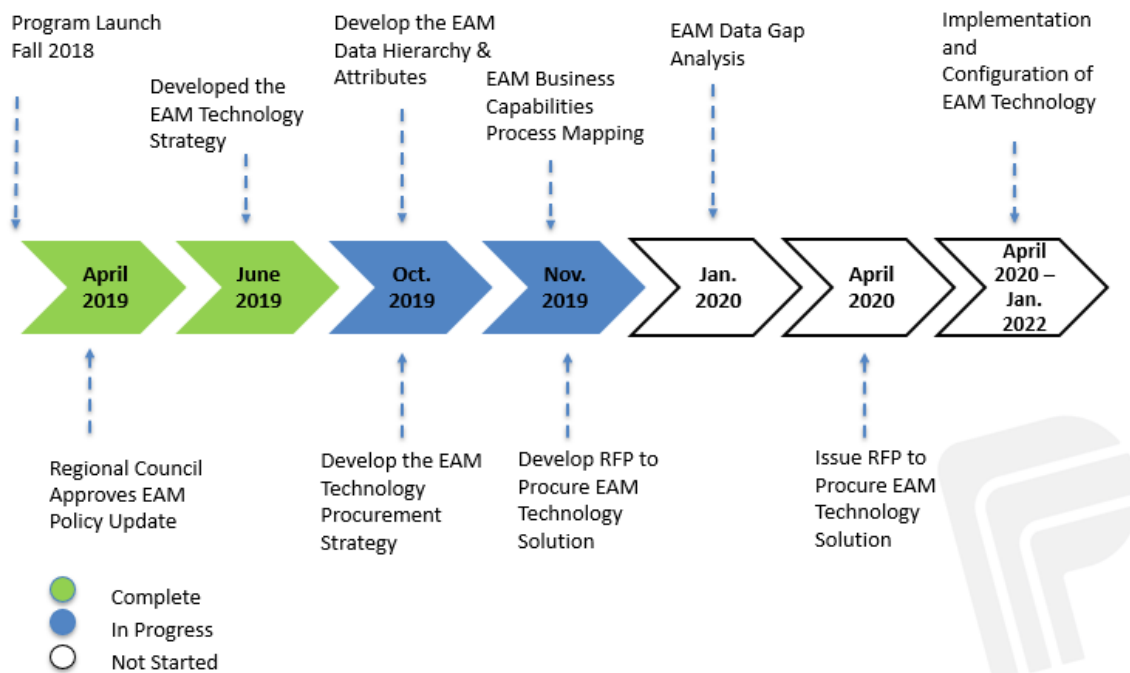 Program Launch
Fall 2018
Developed the
EAM Technology
Strategy
Develop the EAM
Data Hierarchy &
Attributes
EAM Business
Capabilities
Process Mapping
EAM Data Gap
Analysis
Implementation
and
Configuration of
EAM Technology
April
2019
June
2019
Oct.
2019
Nov.
2019
Jan.
2020
April
2020
April
2020 –
Jan.
2022
Regional Council
Approves EAM
Policy Update
Develop the EAM
Technology
Procurement
Strategy
Develop RFP to
Procure EAM
Technology
Solution
Issue RFP to
Procure EAM
Technology
Solution
Complete
In Progress
Not Started